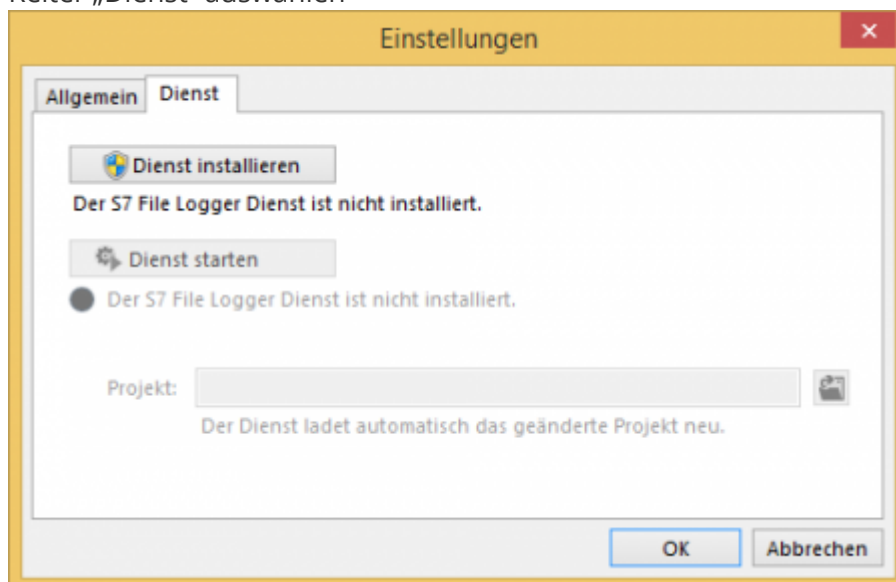 Reiter „Dienst“ auswählen
Einstellungen
Allgemein Dienst
Dienst installieren
Der S7 File Logger Dienst ist nicht installiert.
Dienst starten
Der S7 File Logger Dienst ist nicht installiert.
Projekt:
Der Dienst ladet automatisch das geänderte Projekt neu.
OK Abbrechen